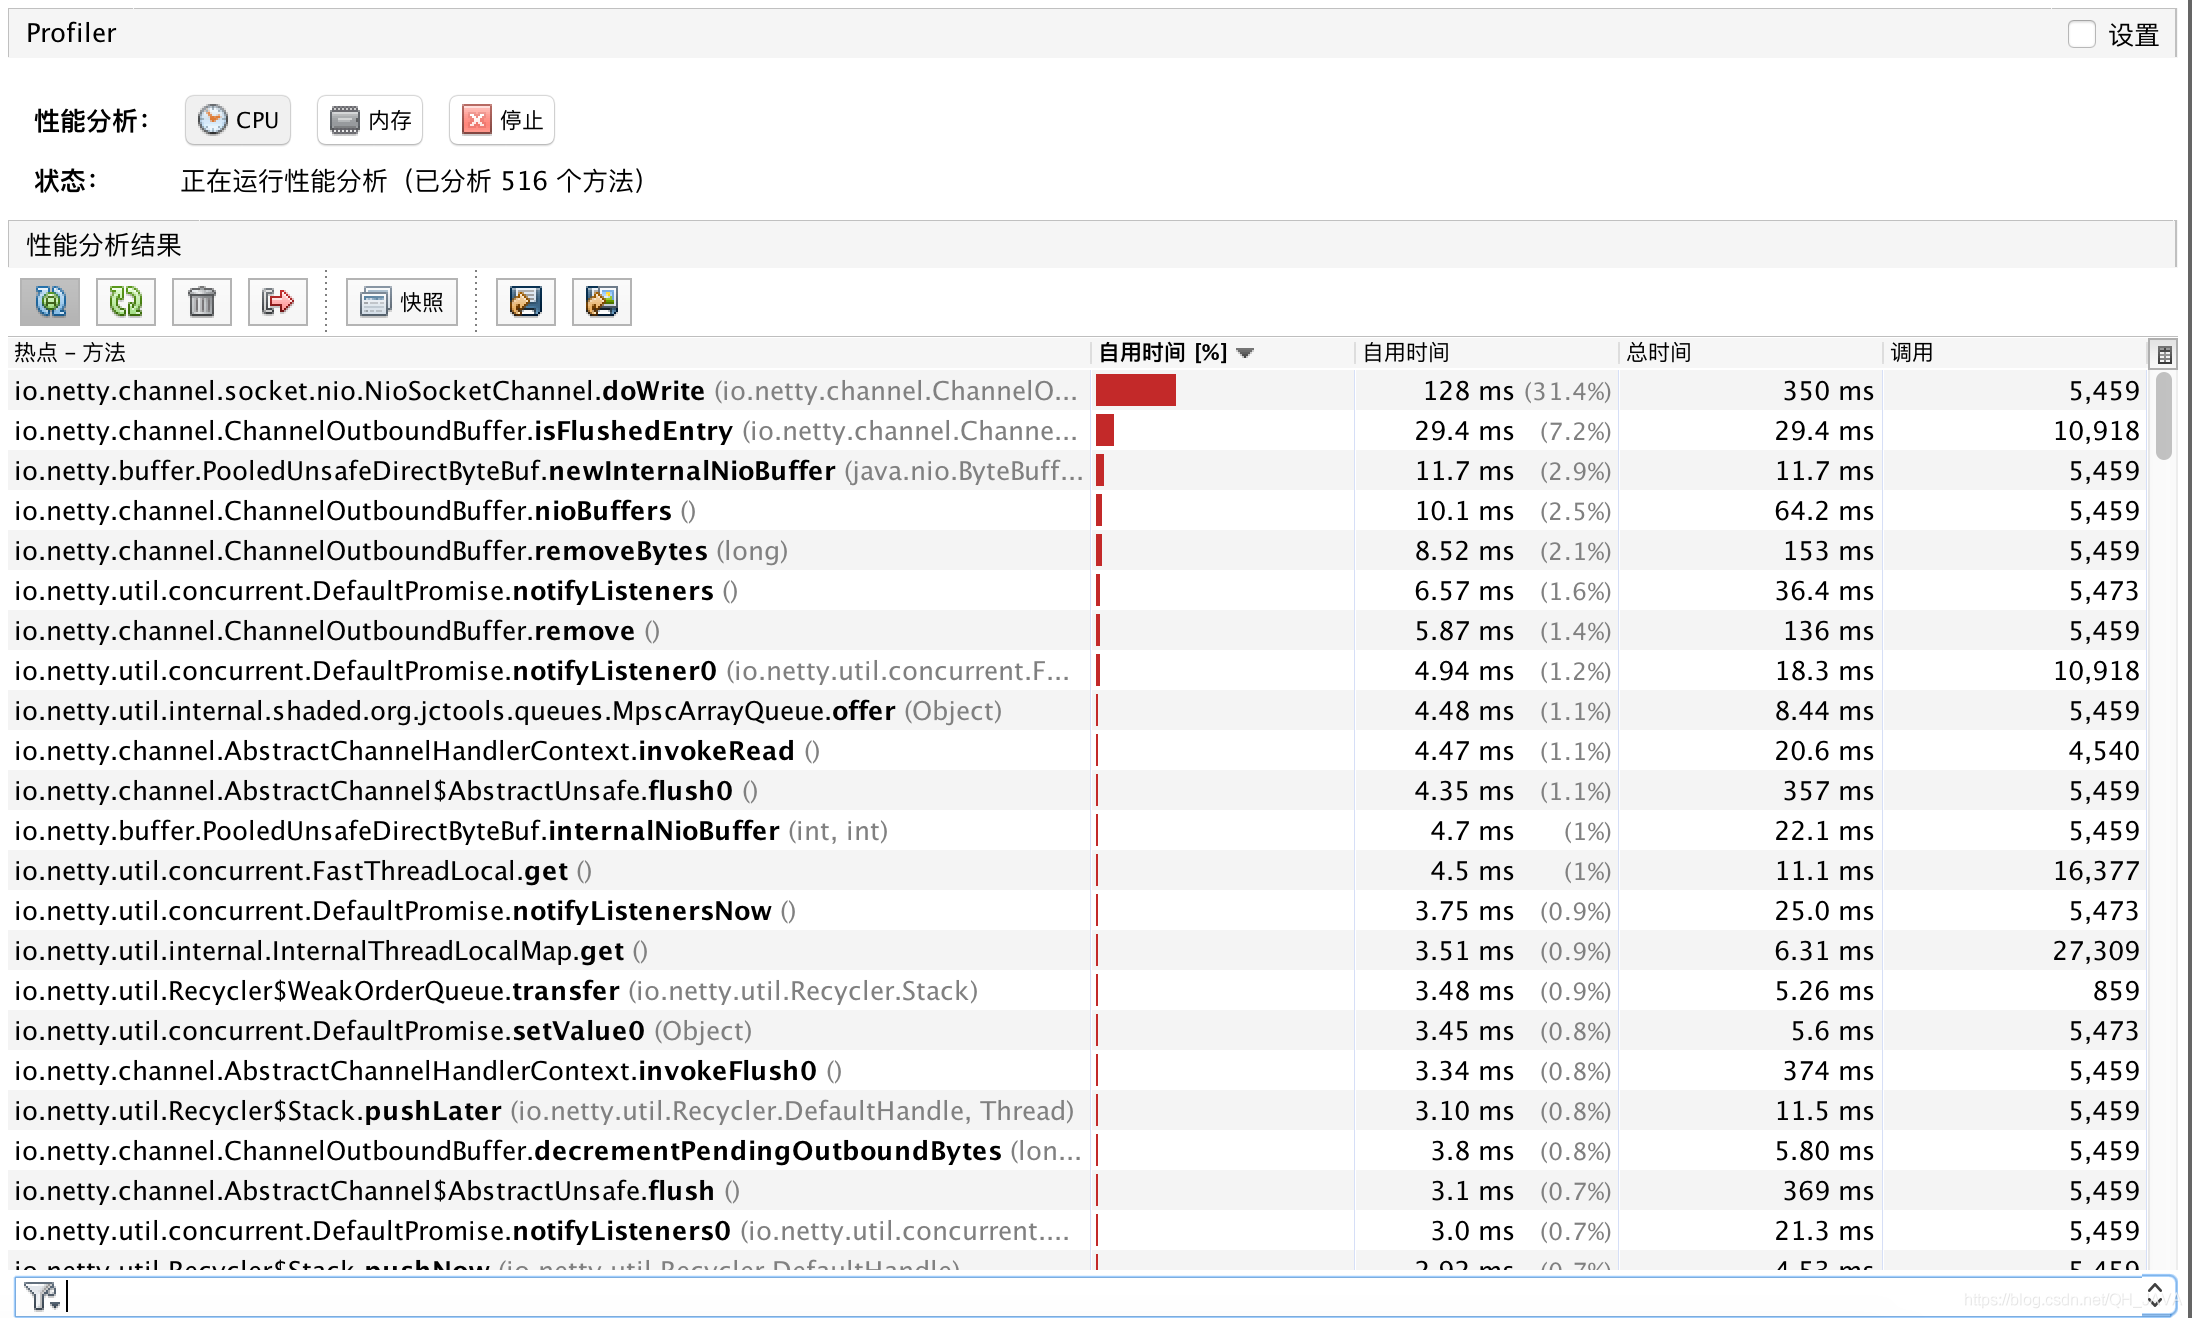 Profiler 设置
性能分析： CPU 内存 停止
状态： 正在运行性能分析（已分析 516 个方法）
性能分析结果
快照
热点 – 方法 自用时间 [%] 自用时间 总时间 调用
io.netty.channel.socket.nio.NioSocketChannel.doWrite (io.netty.channel.ChannelO... 128 ms (31.4%) 350 ms 5,459
io.netty.channel.ChannelOutboundBuffer.isFlushedEntry (io.netty.channel.Channe... 29.4 ms (7.2%) 29.4 ms 10,918
io.netty.buffer.PooledUnsafeDirectByteBuf.newInternalNioBuffer (java.nio.ByteBuff... 11.7 ms (2.9%) 11.7 ms 5,459
io.netty.channel.ChannelOutboundBuffer.nioBuffers () 10.1 ms (2.5%) 64.2 ms 5,459
io.netty.channel.ChannelOutboundBuffer.removeBytes (long) 8.52 ms (2.1%) 153 ms 5,459
io.netty.util.concurrent.DefaultPromise.notifyListeners () 6.57 ms (1.6%) 36.4 ms 5,473
io.netty.channel.ChannelOutboundBuffer.remove () 5.87 ms (1.4%) 136 ms 5,459
io.netty.util.concurrent.DefaultPromise.notifyListener0 (io.netty.util.concurrent.F... 4.94 ms (1.2%) 18.3 ms 10,918
io.netty.util.internal.shaded.org.jctools.queues.MpscArrayQueue.offer (Object) 4.48 ms (1.1%) 8.44 ms 5,459
io.netty.channel.AbstractChannelHandlerContext.invokeRead () 4.47 ms (1.1%) 20.6 ms 4,540
io.netty.channel.AbstractChannel$AbstractUnsafe.flush0 () 4.35 ms (1.1%) 357 ms 5,459
io.netty.buffer.PooledUnsafeDirectByteBuf.internalNioBuffer (int, int) 4.7 ms (1%) 22.1 ms 5,459
io.netty.util.concurrent.FastThreadLocal.get () 4.5 ms (1%) 11.1 ms 16,377
io.netty.util.concurrent.DefaultPromise.notifyListenersNow () 3.75 ms (0.9%) 25.0 ms 5,473
io.netty.util.internal.InternalThreadLocalMap.get () 3.51 ms (0.9%) 6.31 ms 27,309
io.netty.util.Recycler$WeakOrderQueue.transfer (io.netty.util.Recycler.Stack) 3.48 ms (0.9%) 5.26 ms 859
io.netty.util.concurrent.DefaultPromise.setValue0 (Object) 3.45 ms (0.8%) 5.6 ms 5,473
io.netty.channel.AbstractChannelHandlerContext.invokeFlush0 () 3.34 ms (0.8%) 374 ms 5,459
io.netty.util.Recycler$Stack.pushLater (io.netty.util.Recycler.DefaultHandle, Thread) 3.10 ms (0.8%) 11.5 ms 5,459
io.netty.channel.ChannelOutboundBuffer.decrementPendingOutboundBytes (lon... 3.8 ms (0.8%) 5.80 ms 5,459
io.netty.channel.AbstractChannel$AbstractUnsafe.flush () 3.1 ms (0.7%) 369 ms 5,459
io.netty.util.concurrent.DefaultPromise.notifyListeners0 (io.netty.util.concurrent.... 3.0 ms (0.7%) 21.3 ms 5,459
io.netty.util.Recycler$Stack.pushNow (io.netty.util.Recycler.DefaultHandle) 2.92 ms (0.7%) 4.53 ms 5,459